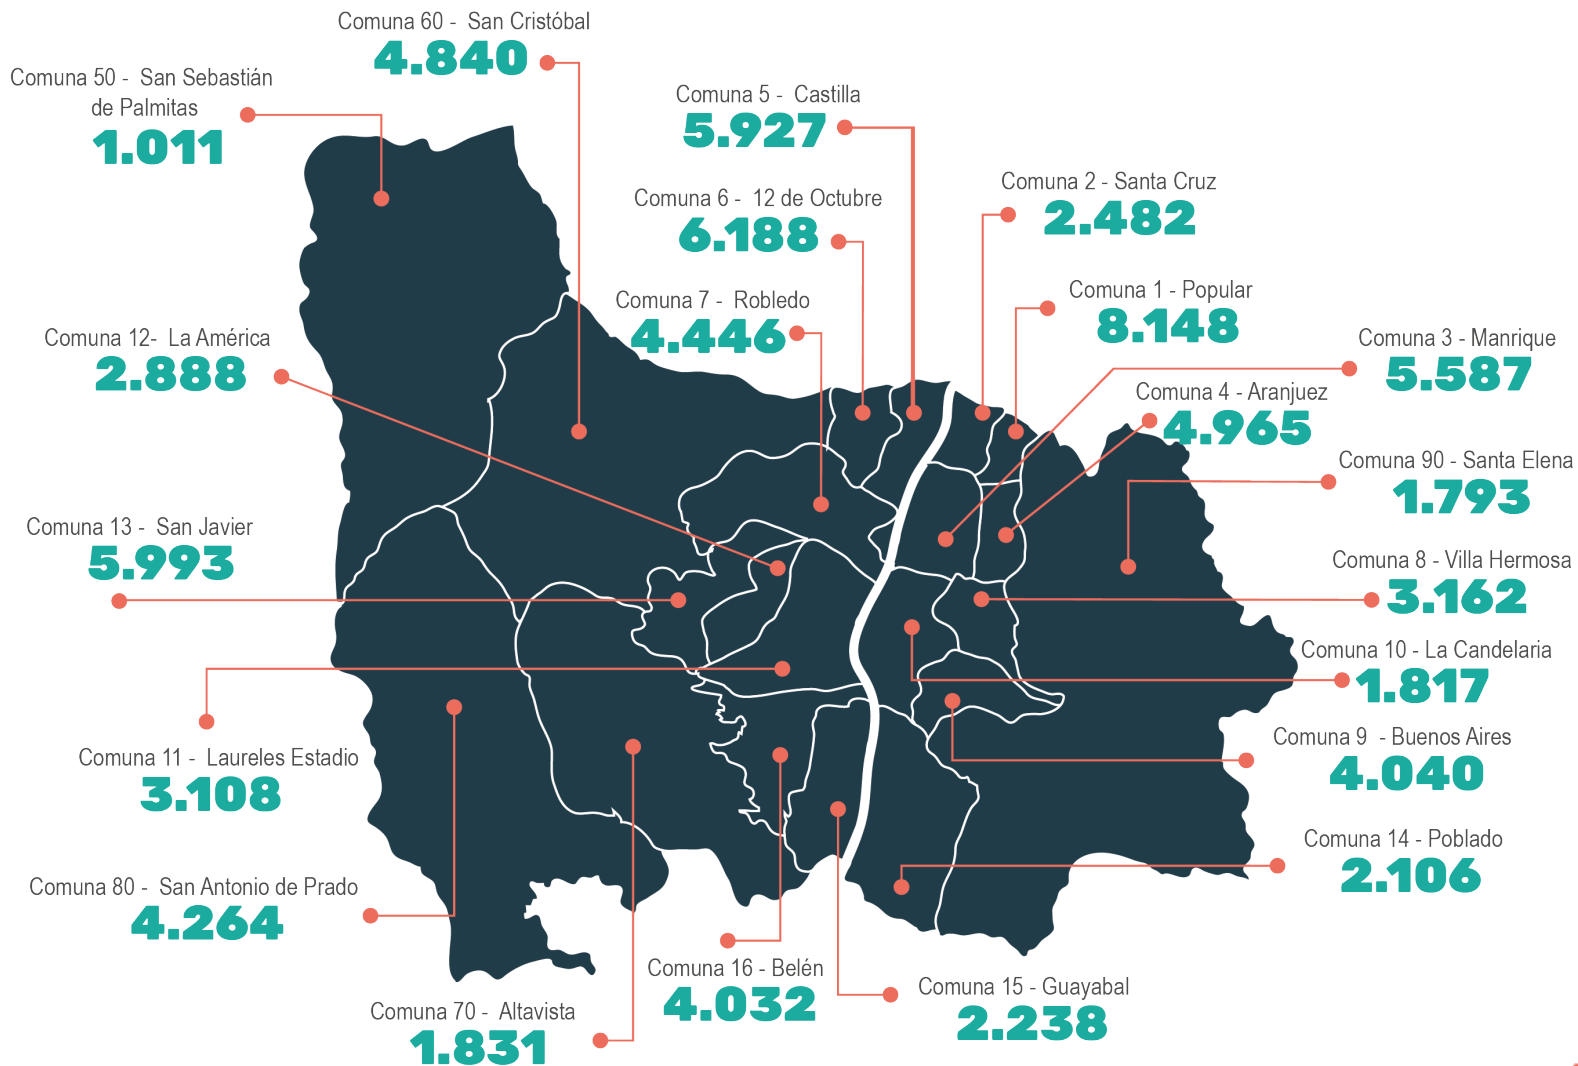 Comuna 60 - San Cristóbal
4.840
Comuna 50 - San Sebastián
de Palmitas
1.011
Comuna 5 - Castilla
5.927
Comuna 2 - Santa Cruz
2.482
Comuna 6 - 12 de Octubre
6.188
Comuna 1 - Popular
8.148
Comuna 7 - Robledo
4.446
Comuna 12- La América
2.888
Comuna 3 - Manrique
5.587
Comuna 4 - Aranjuez
4.965
Comuna 90 - Santa Elena
1.793
Comuna 13 - San Javier
5.993
Comuna 8 - Villa Hermosa
3.162
Comuna 10 - La Candelaria
1.817
Comuna 11 - Laureles Estadio
3.108
Comuna 9 - Buenos Aires
4.040
Comuna 14 - Poblado
2.106
Comuna 80 - San Antonio de Prado
4.264
Comuna 16 - Belén
4.032
Comuna 15 - Guayabal
2.238
Comuna 70 - Altavista
1.831